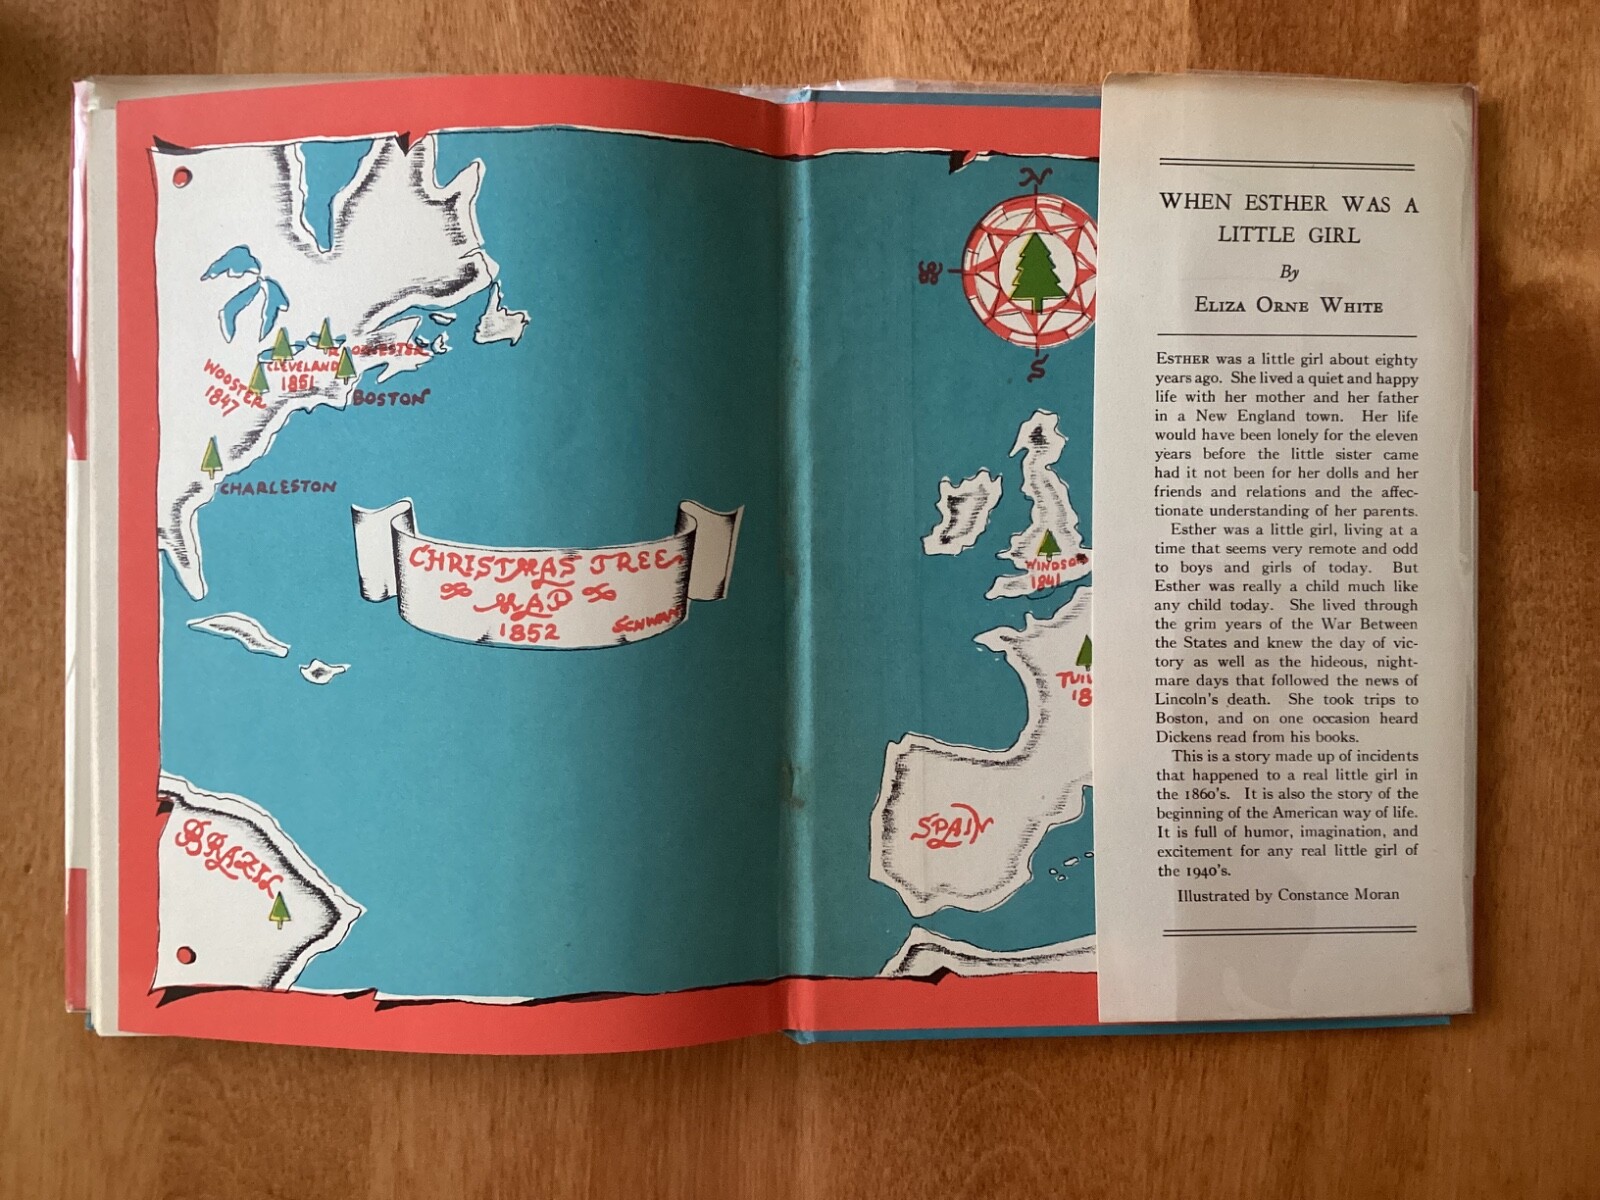 N
W
S
WOOSTER
1847
CLEVELAND
1851
BOSTON
CHARLESTON
CHRISTMAS TREE
MAP
1852
SCHWAN
BRAZIL
WINDSOR
1841
TUI
18
SPAIN
WHEN ESTHER WAS A
LITTLE GIRL
By
ELIZA ORNE WHITE
ESTHER was a little girl about eighty
years ago. She lived a quiet and happy
life with her mother and her father
in a New England town. Her life
would have been lonely for the eleven
years before the little sister came
had it not been for her dolls and her
friends and relations and the affec-
tionate understanding of her parents.
Esther was a little girl, living at a
time that seems very remote and odd
to boys and girls of today. But
Esther was really a child much like
any child today. She lived through
the grim years of the War Between
the States and knew the day of vic-
tory as well as the hideous, night-
mare days that followed the news of
Lincoln's death. She took trips to
Boston, and on one occasion heard
Dickens read from his books.
This is a story made up of incidents
that happened to a real little girl in
the 1860's. It is also the story of the
beginning of the American way of life.
It is full of humor, imagination, and
excitement for any real little girl of
the 1940's.
Illustrated by Constance Moran